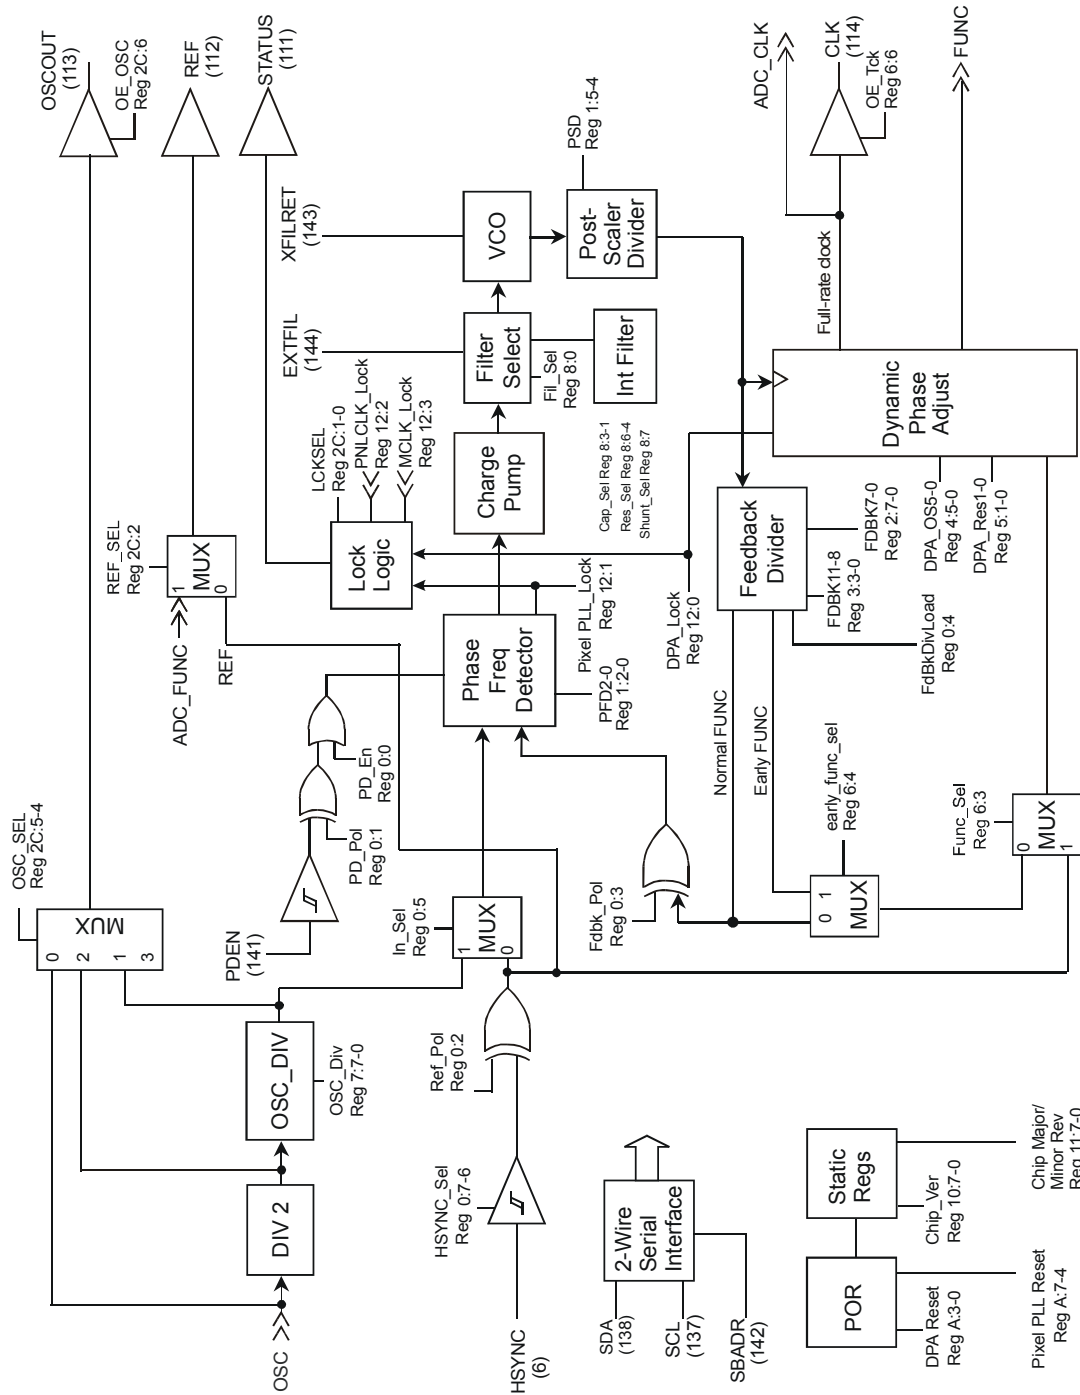 OSCOUT
(113)
OE_OSC
Reg 2C:6
REF
(112)
STATUS
(111)
ADC_CLK
CLK
(114)
OE_Tck
Reg 6:6
FUNC
PSD
Reg 1:5-4
XFILRET
(143)
VCO
Post-
Scaler
Divider
Full-rate clock
EXTFIL
(144)
Filter
Select
Fil_Sel
Reg 8:0
Int Filter
Dynamic
Phase
Adjust
LCKSEL
Reg 2C:1-0
PNLCLK_Lock
Reg 12:2
MCLK_Lock
Reg 12:3
Charge
Pump
Cap_Sel Reg 8:3-1
Res_Sel Reg 8:6-4
Shunt_Sel Reg 8:7
REF_SEL
Reg 2C:2
1
MUX
0
Lock
Logic
Feedback
Divider
FDBK7-0
Reg 2:7-0
FDBK11-8
Reg 3:3-0
DPA_OS5-0
Reg 4:5-0
DPA_Res1-0
Reg 5:1-0
ADC_FUNC
REF
Phase
Freq
Detector
Pixel PLL_Lock
Reg 12:1
PFD2-0
Reg 1:2-0
DPA_Lock
Reg 12:0
FdBkDivLoad
Reg 0:4
PD_En
Reg 0:0
PD_Pol
Reg 0:1
Normal FUNC
Early FUNC
early_func_sel
Reg 6:4
Func_Sel
Reg 6:3
0
MUX
1
OSC_SEL
Reg 2C:5-4
MUX
0
2
1
3
PDEN
(141)
In_Sel
Reg 0:5
1
MUX
0
Fdbk_Pol
Reg 0:3
0 1
MUX
OSC_DIV
OSC_Div
Reg 7:7-0
Ref_Pol
Reg 0:2
DIV 2
HSYNC_Sel
Reg 0:7-6
2-Wire
Serial
Interface
Static
Regs
Chip_Ver
Reg 10:7-0
Chip Major/
Minor Rev
Reg 11:7-0
OSC
HSYNC
(6)
SDA
(138)
SCL
(137)
SBADR
(142)
POR
DPA Reset
Reg A:3-0
Pixel PLL Reset
Reg A:7-4